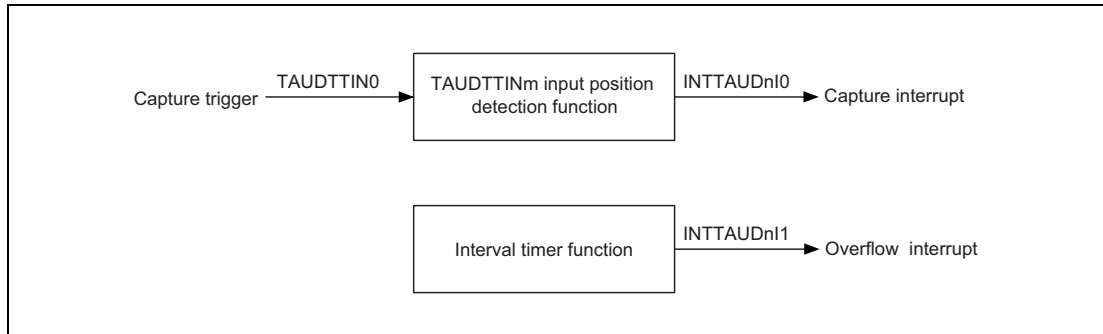 TAUDTTIN0
Capture trigger
TAUDTTINm input position
detection function
INTTAUDnI0
Capture interrupt
Interval timer function
INTTAUDnI1
Overflow interrupt